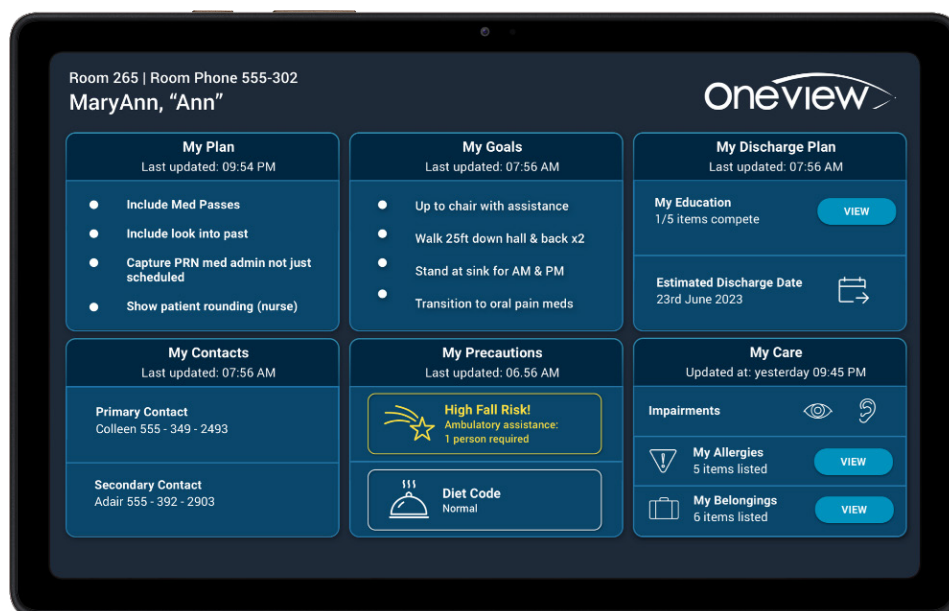 Room 265 | Room Phone 555-302
MaryAnn, “Ann”
Oneview
My Plan
Last updated: 09:54 PM
Include Med Passes
Include look into past
Capture PRN med admin not just
scheduled
Show patient rounding (nurse)
My Goals
Last updated: 07:56 AM
Up to chair with assistance
Walk 25ft down hall & back x2
Stand at sink for AM & PM
Transition to oral pain meds
My Discharge Plan
Last updated: 07:56 AM
My Education
1/5 items compete
VIEW
Estimated Discharge Date
23rd June 2023
My Contacts
Last updated: 07:56 AM
Primary Contact
Colleen 555 - 349 - 2493
Secondary Contact
Adair 555 - 392 - 2903
My Precautions
Last updated: 06.56 AM
High Fall Risk!
Ambulatory assistance:
1 person required
Diet Code
Normal
My Care
Updated at: yesterday 09:45 PM
Impairments
My Allergies
5 items listed
VIEW
My Belongings
6 items listed
VIEW